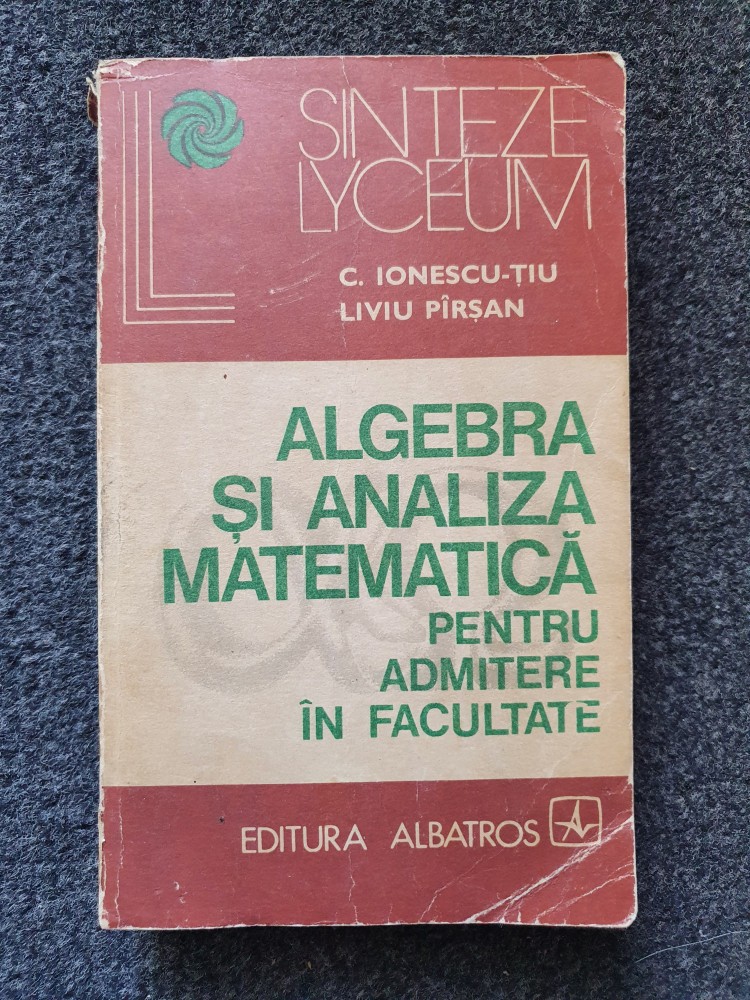 SINTEZE
LYCEUM
C. IONESCU-ȚIU
LIVIU PÎRȘAN
ALGEBRA
ȘI ANALIZA
MATEMATICĂ
PENTRU
ADMITERE
ÎN FACULTATE
EDITURA ALBATROS